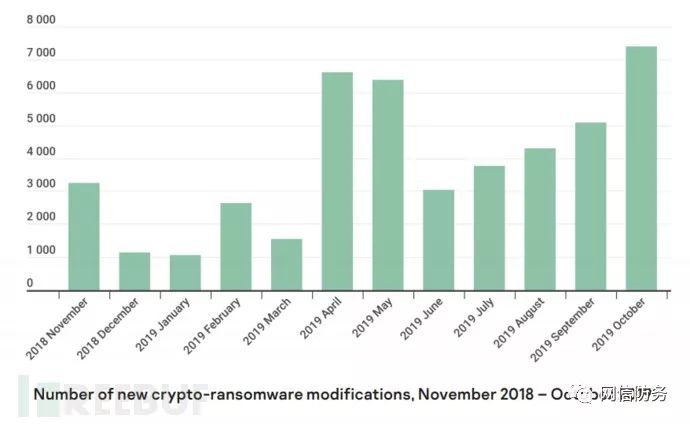 8 000
7 000
6 000
5 000
4 000
3 000
2 000
1 000
0
2018 November
2018 December
2019 January
2019 February
2019 March
2019 April
2019 May
2019 June
2019 July
2019 August
2019 September
2019 October
Number of new crypto-ransomware modifications, November 2018 – October
网信防务
REEBUF